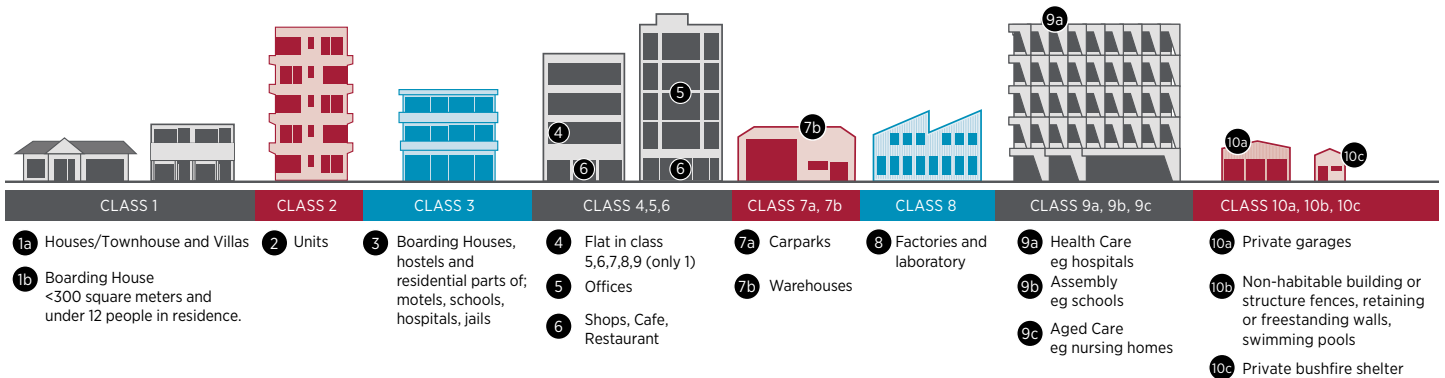 9a
5
4
7b
6
6
10a
10c
CLASS 1
CLASS 2
CLASS 3
CLASS 4,5,6
CLASS 7a, 7b
CLASS 8
CLASS 9a, 9b, 9c
CLASS 10a, 10b, 10c
1a Houses/Townhouse and Villas
1b Boarding House
<300 square meters and
under 12 people in residence.
2 Units
3 Boarding Houses,
hostels and
residential parts of;
motels, schools,
hospitals, jails
4 Flat in class
5,6,7,8,9 (only 1)
5 Offices
6 Shops, Cafe,
Restaurant
7a Carparks
7b Warehouses
8 Factories and
laboratory
9a Health Care
eg hospitals
9b Assembly
eg schools
9c Aged Care
eg nursing homes
10a Private garages
10b Non-habitable building or
structure fences, retaining
or freestanding walls,
swimming pools
10c Private bushfire shelter